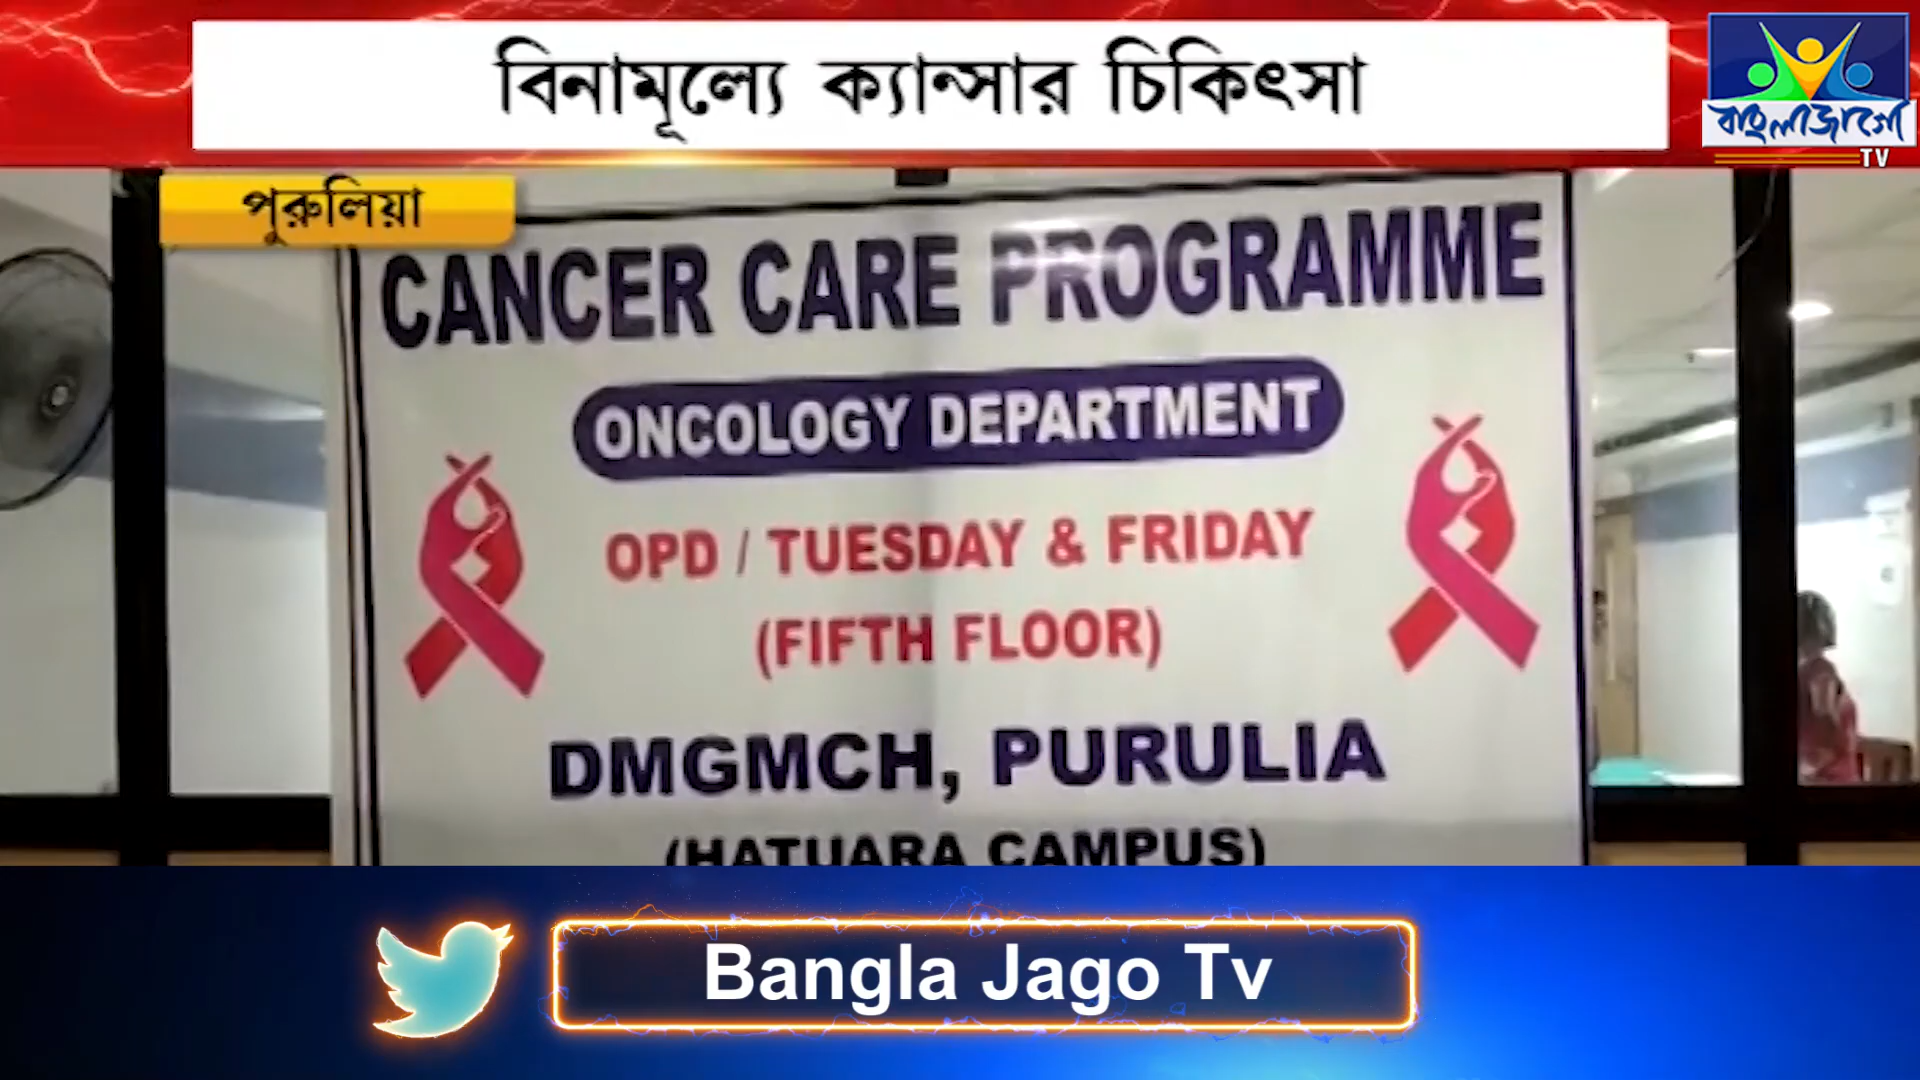 বিনামূল্যে ক্যান্সার চিকিৎসা
বাংলাজাগো
TV
পুরুলিয়া
CANCER CARE PROGRAMME
ONCOLOGY DEPARTMENT
OPD / TUESDAY & FRIDAY
(FIFTH FLOOR)
DMGMCH, PURULIA
(HATUARA CAMPUS)
Bangla Jago Tv